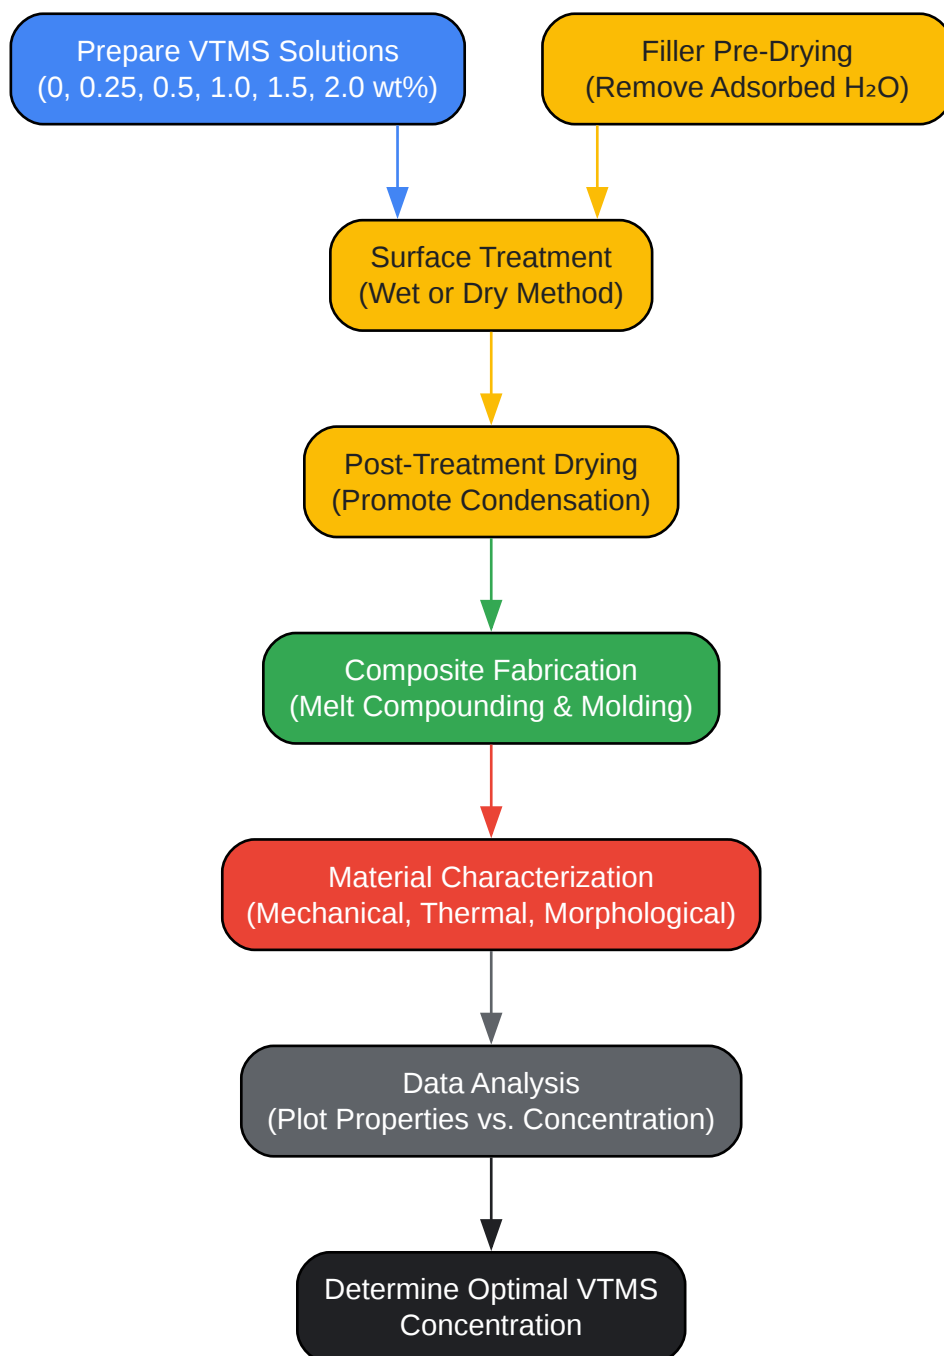 Prepare VTMS Solutions
(0, 0.25, 0.5, 1.0, 1.5, 2.0 wt%)
Filler Pre-Drying
(Remove Adsorbed H₂O)
Surface Treatment
(Wet or Dry Method)
Post-Treatment Drying
(Promote Condensation)
Composite Fabrication
(Melt Compounding & Molding)
Material Characterization
(Mechanical, Thermal, Morphological)
Data Analysis
(Plot Properties vs. Concentration)
Determine Optimal VTMS
Concentration